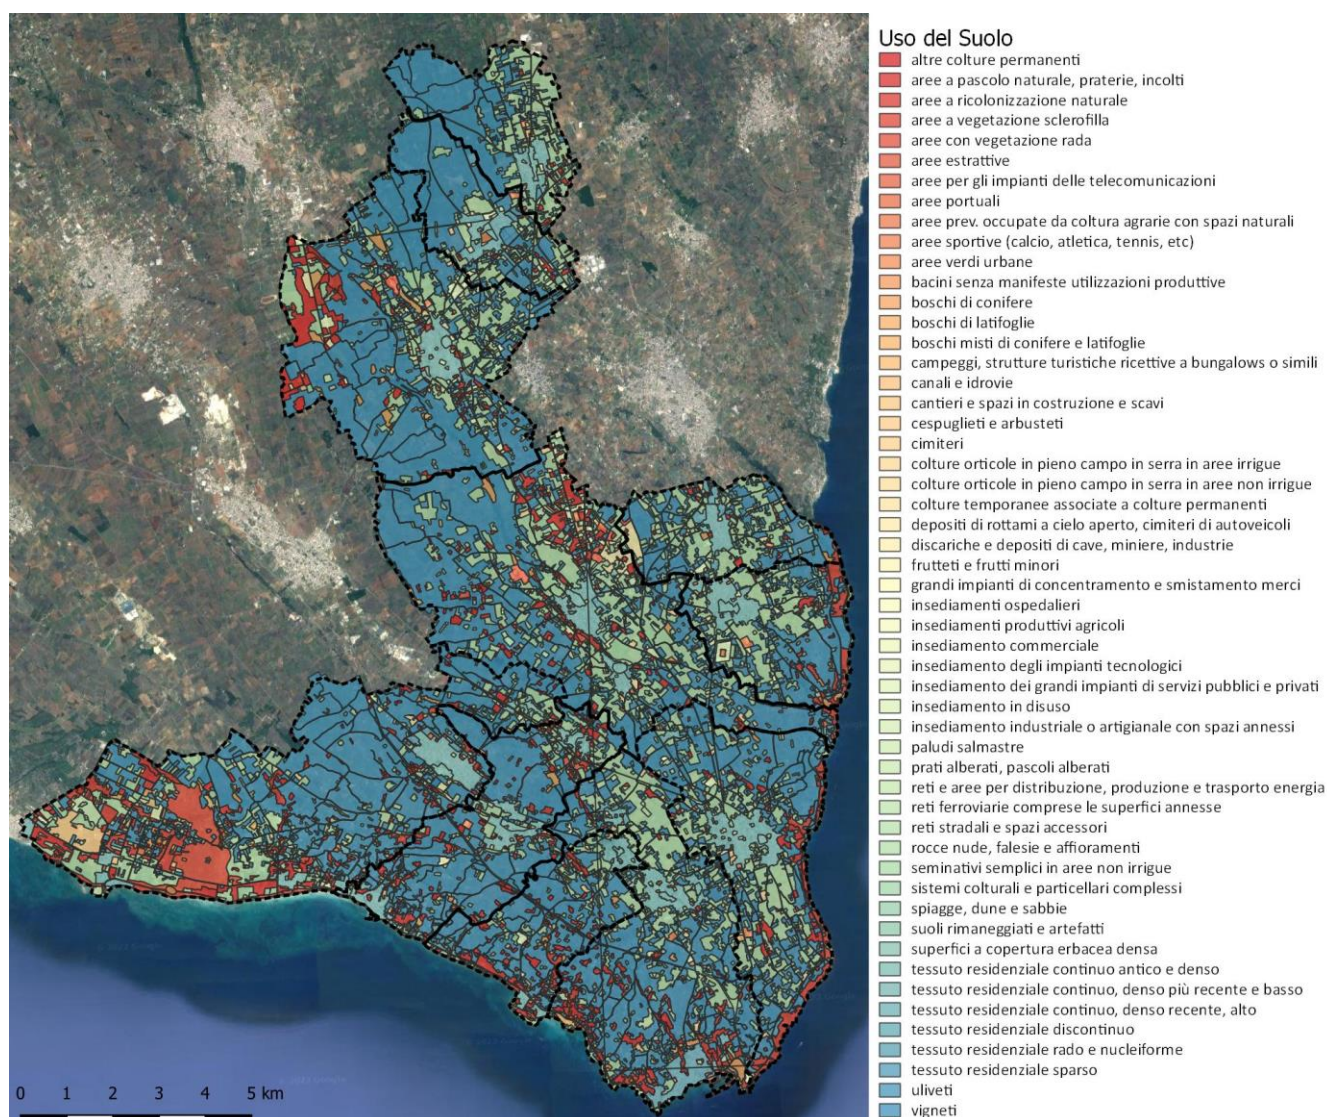 Uso del Suolo
altre colture permanenti
aree a pascolo naturale, praterie, incolti
aree a ricolonizzazione naturale
aree a vegetazione sclerofilla
aree con vegetazione rada
aree estrattive
aree per gli impianti delle telecomunicazioni
aree portuali
aree prev. occupate da coltura agrarie con spazi naturali
aree sportive (calcio, atletica, tennis, etc)
aree verdi urbane
bacini senza manifeste utilizzazioni produttive
boschi di conifere
boschi di latifoglie
boschi misti di conifere e latifoglie
campeggi, strutture turistiche ricettive a bungalows o simili
canali e idrovie
cantieri e spazi in costruzione e scavi
cespuglieti e arbusteti
cimiteri
colture orticole in pieno campo in serra in aree irrigue
colture orticole in pieno campo in serra in aree non irrigue
colture temporanee associate a colture permanenti
depositi di rottami a cielo aperto, cimiteri di autoveicoli
discariche e depositi di cave, miniere, industrie
frutteti e frutti minori
grandi impianti di concentramento e smistamento merci
insediamenti ospedalieri
insediamenti produttivi agricoli
insediamento commerciale
insediamento degli impianti tecnologici
insediamento dei grandi impianti di servizi pubblici e privati
insediamento in disuso
insediamento industriale o artigianale con spazi annessi
paludi salmastre
prati alberati, pascoli alberati
reti e aree per distribuzione, produzione e trasporto energia
reti ferroviarie comprese le superfici annesse
reti stradali e spazi accessori
rocce nude, falesie e affioramenti
seminativi semplici in aree non irrigue
sistemi colturali e particellari complessi
spiagge, dune e sabbie
suoli rimaneggiati e artefatti
superfici a copertura erbacea densa
tessuto residenziale continuo antico e denso
tessuto residenziale continuo, denso più recente e basso
tessuto residenziale continuo, denso recente, alto
tessuto residenziale discontinuo
tessuto residenziale rado e nucleiforme
tessuto residenziale sparso
uliveti
vigneti
0 1 2 3 4 5 km